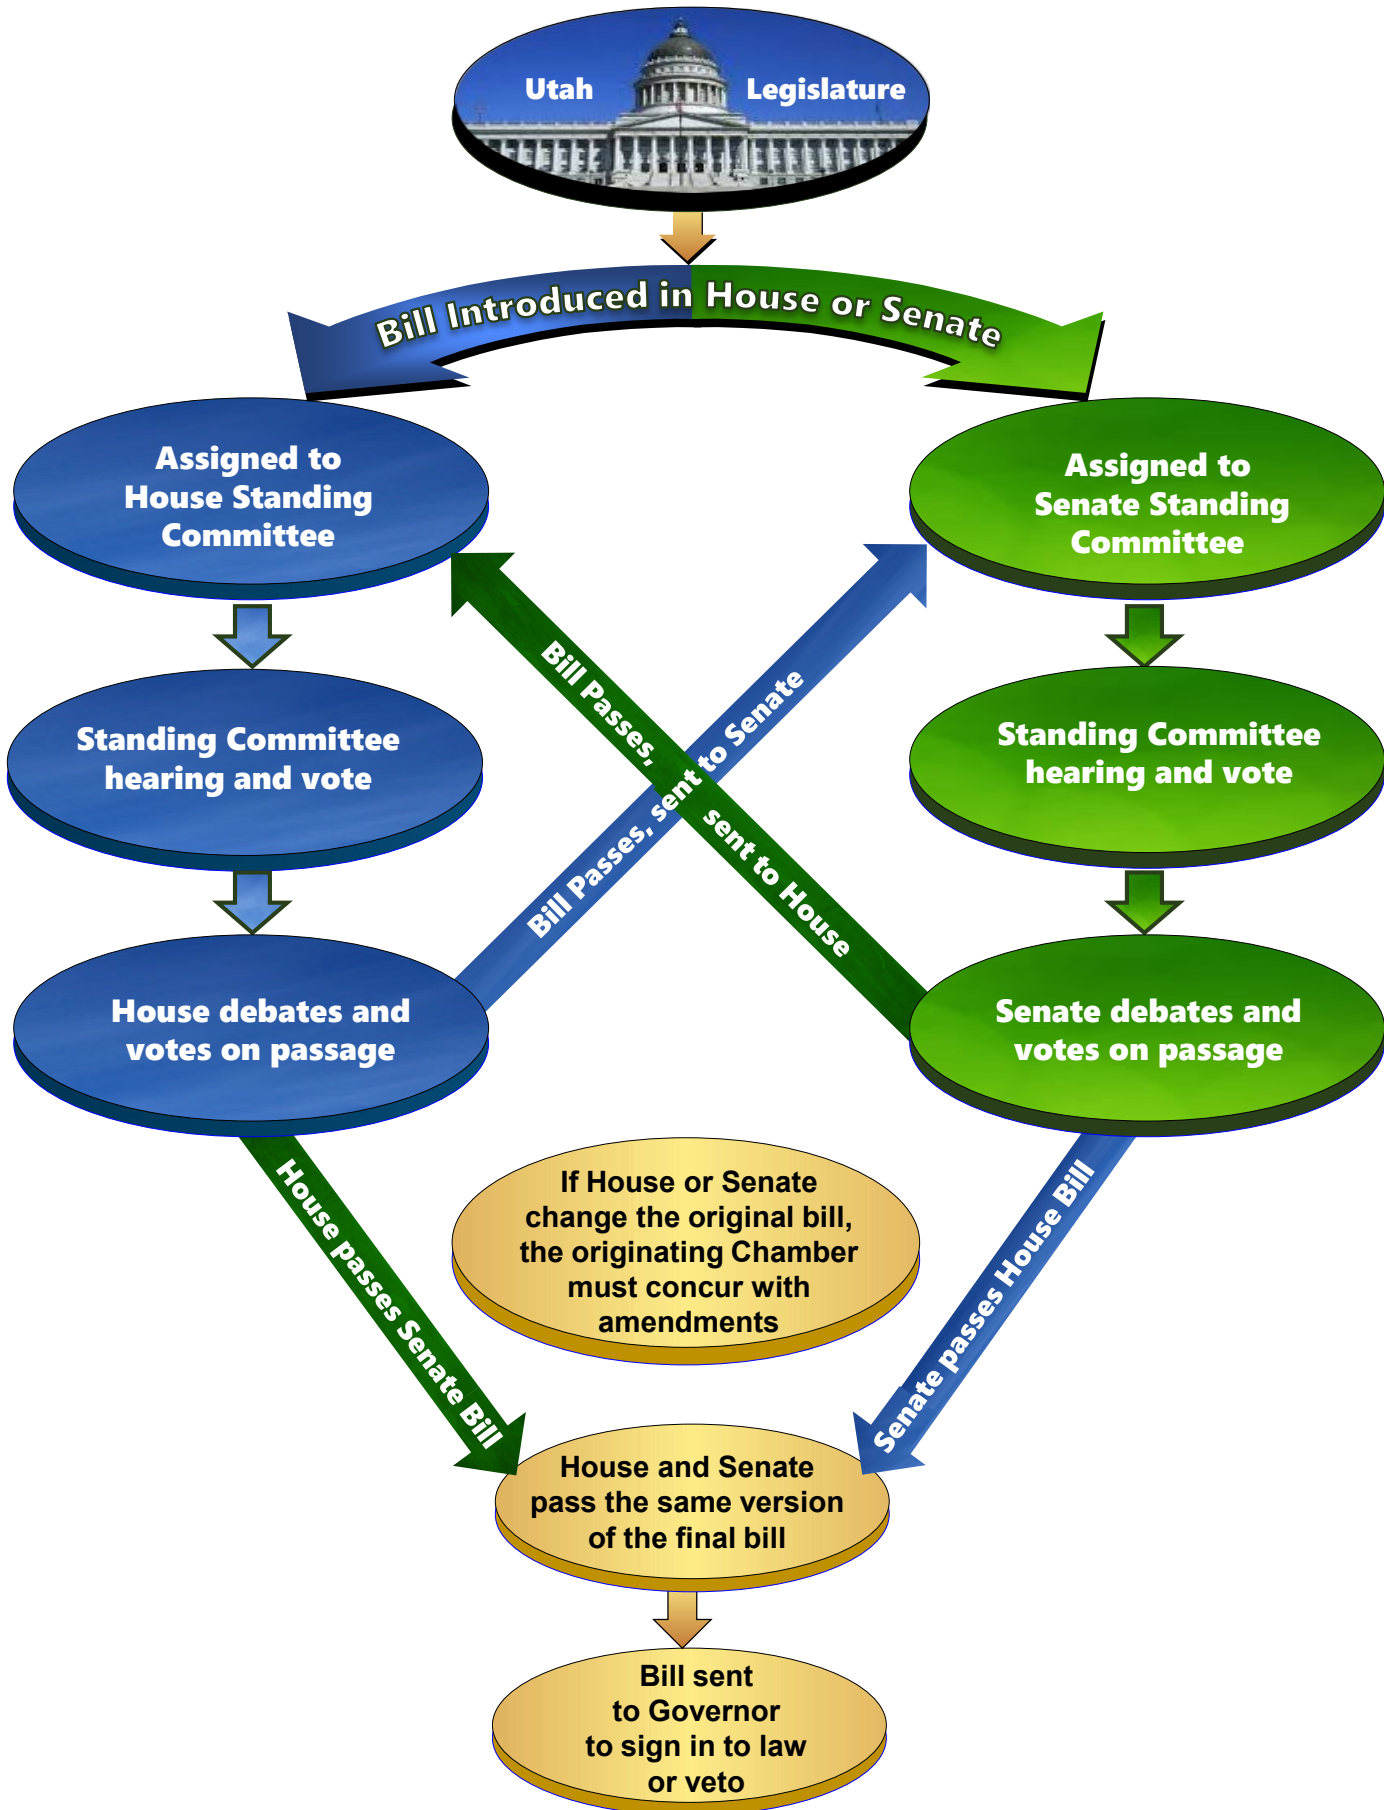 Utah Legislature
Bill Introduced in House or Senate
Assigned to
House Standing
Committee
Assigned to
Senate Standing
Committee
Bill Passes, sent to House
Bill Passes, sent to Senate
Standing Committee
hearing and vote
Standing Committee
hearing and vote
House debates and
votes on passage
Senate debates and
votes on passage
House passes Senate Bill
If House or Senate
change the original bill,
the originating Chamber
must concur with
amendments
Senate passes House Bill
House and Senate
pass the same version
of the final bill
Bill sent
to Governor
to sign in to law
or veto